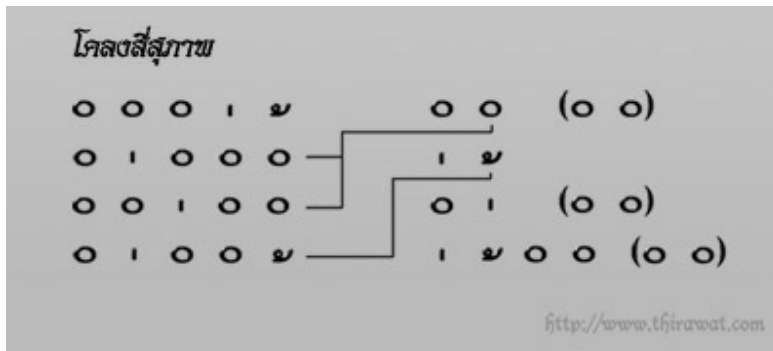 โคลงสี่สุภาพ
๐ ๐ ๐ ่ ้ ๐ ๐ (๐ ๐)
๐ ่ ๐ ๐ ๐ ่ ้
๐ ๐ ่ ๐ ๐ ๐ ่ (๐ ๐)
๐ ่ ๐ ๐ ้ ่ ้ ๐ ๐ (๐ ๐)
http://www.thirawat.com